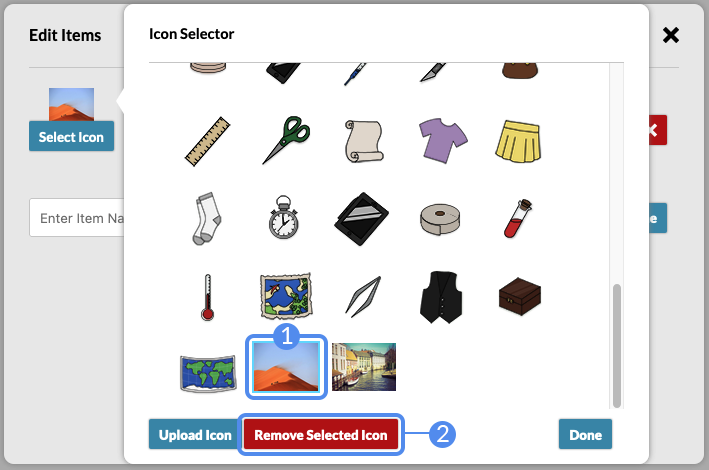 Edit Items
Icon Selector
Select Icon
Enter Item Na
e
1
Upload Icon
Remove Selected Icon
2
Done